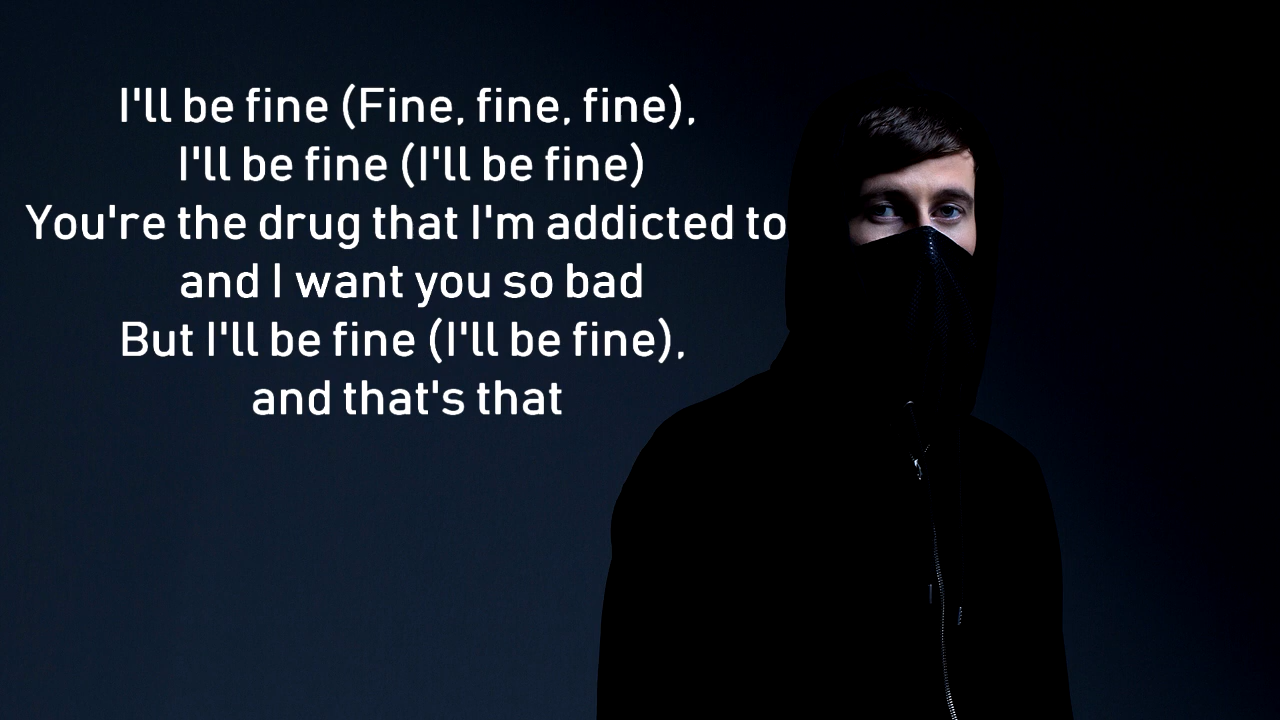 I'll be fine (Fine, fine, fine),
I'll be fine (I'll be fine)
You're the drug that I'm addicted to
and I want you so bad
But I'll be fine (I'll be fine),
and that's that